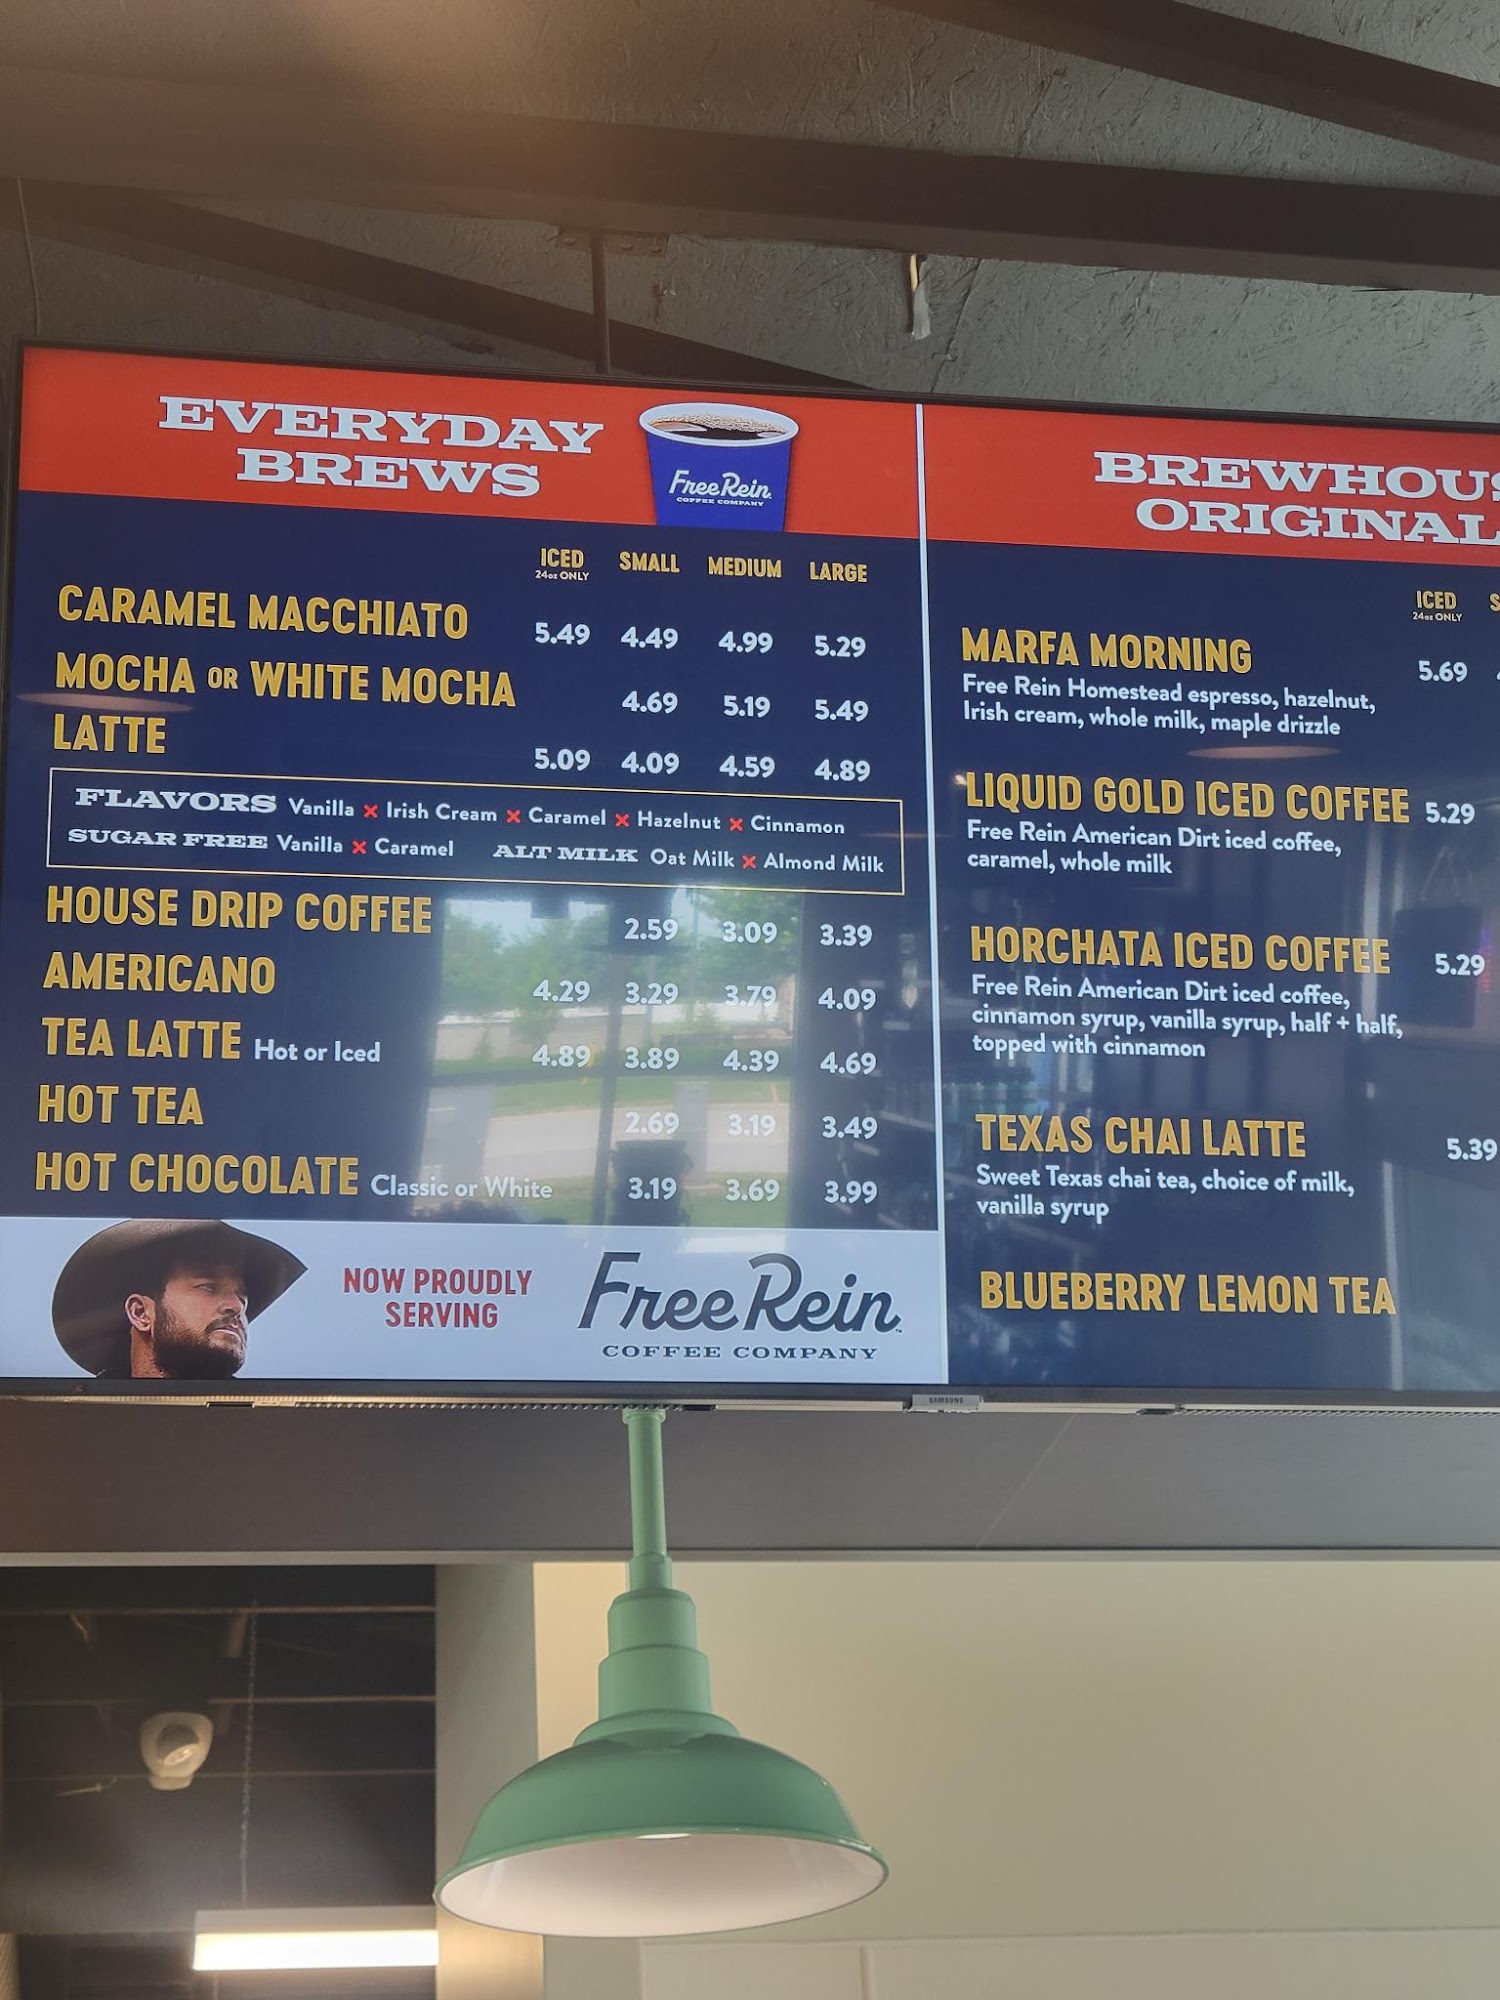 EVERYDAY
BREWS
Free Rein
COFFEE COMPANY
ICED SMALL MEDIUM LARGE
24oz ONLY
CARAMEL MACCHIATO 5.49 4.49 4.99 5.29
MOCHA OR WHITE MOCHA 4.69 5.19 5.49
LATTE 5.09 4.09 4.59 4.89
FLAVORS Vanilla x Irish Cream x Caramel x Hazelnut x Cinnamon
SUGAR FREE Vanilla x Caramel ALT MILK Oat Milk x Almond Milk
HOUSE DRIP COFFEE 2.59 3.09 3.39
AMERICANO 4.29 3.29 3.79 4.09
TEA LATTE Hot or Iced 4.89 3.89 4.39 4.69
HOT TEA 2.69 3.19 3.49
HOT CHOCOLATE Classic or White 3.19 3.69 3.99
NOW PROUDLY
SERVING
Free Rein
COFFEE COMPANY
BREWHOUS
ORIGINAL
ICED S
24oz ONLY
MARFA MORNING 5.69
Free Rein Homestead espresso, hazelnut,
Irish cream, whole milk, maple drizzle
LIQUID GOLD ICED COFFEE 5.29
Free Rein American Dirt iced coffee,
caramel, whole milk
HORCHATA ICED COFFEE 5.29
Free Rein American Dirt iced coffee,
cinnamon syrup, vanilla syrup, half + half,
topped with cinnamon
TEXAS CHAI LATTE 5.39
Sweet Texas chai tea, choice of milk,
vanilla syrup
BLUEBERRY LEMON TEA
SAMSUNG